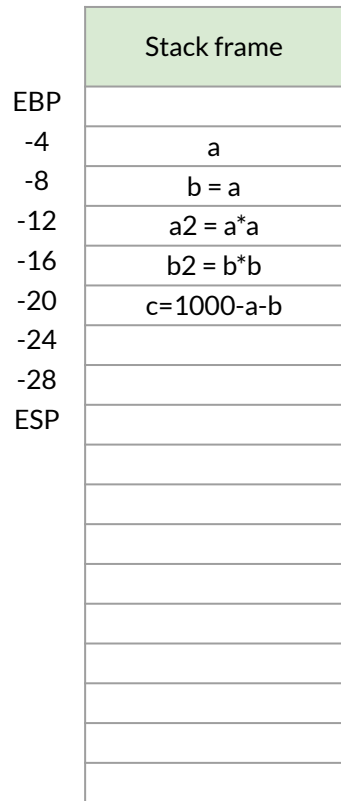 Stack frame
EBP
-4 a
-8 b = a
-12 a2 = a*a
-16 b2 = b*b
-20 c=1000-a-b
-24
-28
ESP